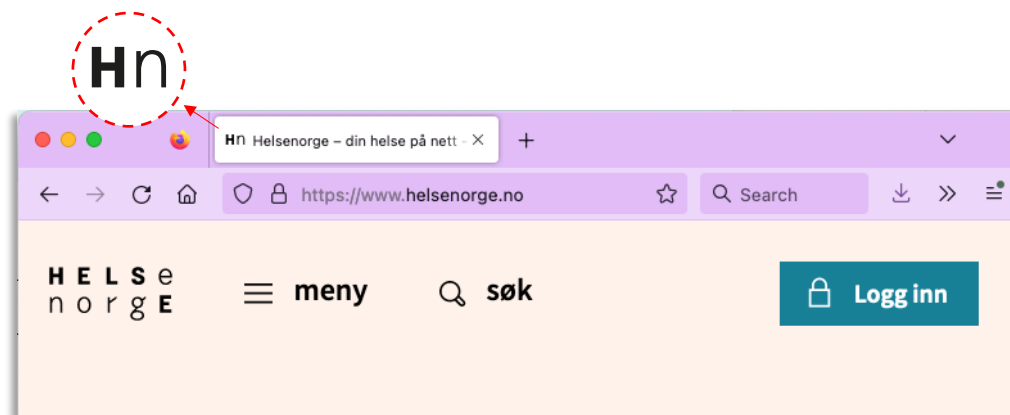 Hn
Hn Helsenorge – din helse på nett -
https://www.helsenorge.no
Search
HELSe
norgE
meny
søk
Logg inn